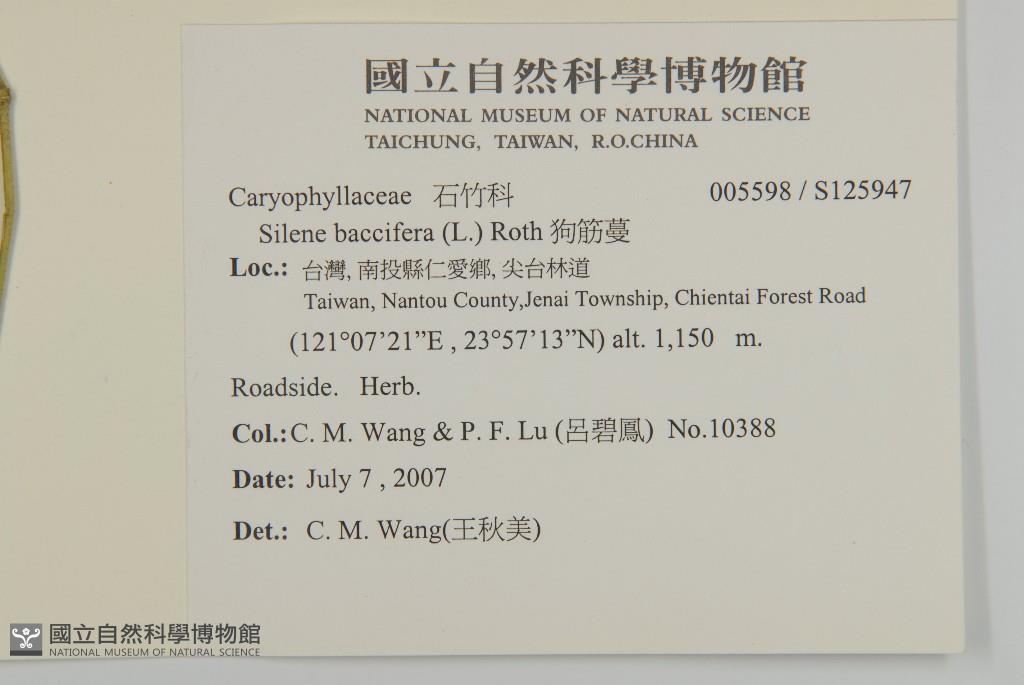 國立自然科學博物館
NATIONAL MUSEUM OF NATURAL SCIENCE
TAICHUNG, TAIWAN, R.O.CHINA
Caryophyllaceae 石竹科 005598 / S125947
Silene baccifera (L.) Roth 狗筋蔓
Loc.: 台灣, 南投縣仁愛鄉, 尖台林道
Taiwan, Nantou County,Jenai Township, Chientai Forest Road
(121°07’21”E , 23°57’13”N) alt. 1,150 m.
Roadside. Herb.
Col.: C. M. Wang & P. F. Lu (呂碧鳳) No.10388
Date: July 7 , 2007
Det.: C. M. Wang(王秋美)
國立自然科學博物館
NATIONAL MUSEUM OF NATURAL SCIENCE